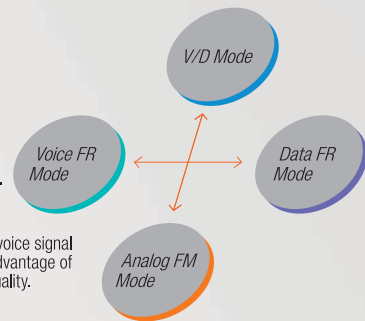 V/D Mode
Voice FR
Mode
Data FR
Mode
voice signal
dvantage of
uality.
Analog FM
Mode